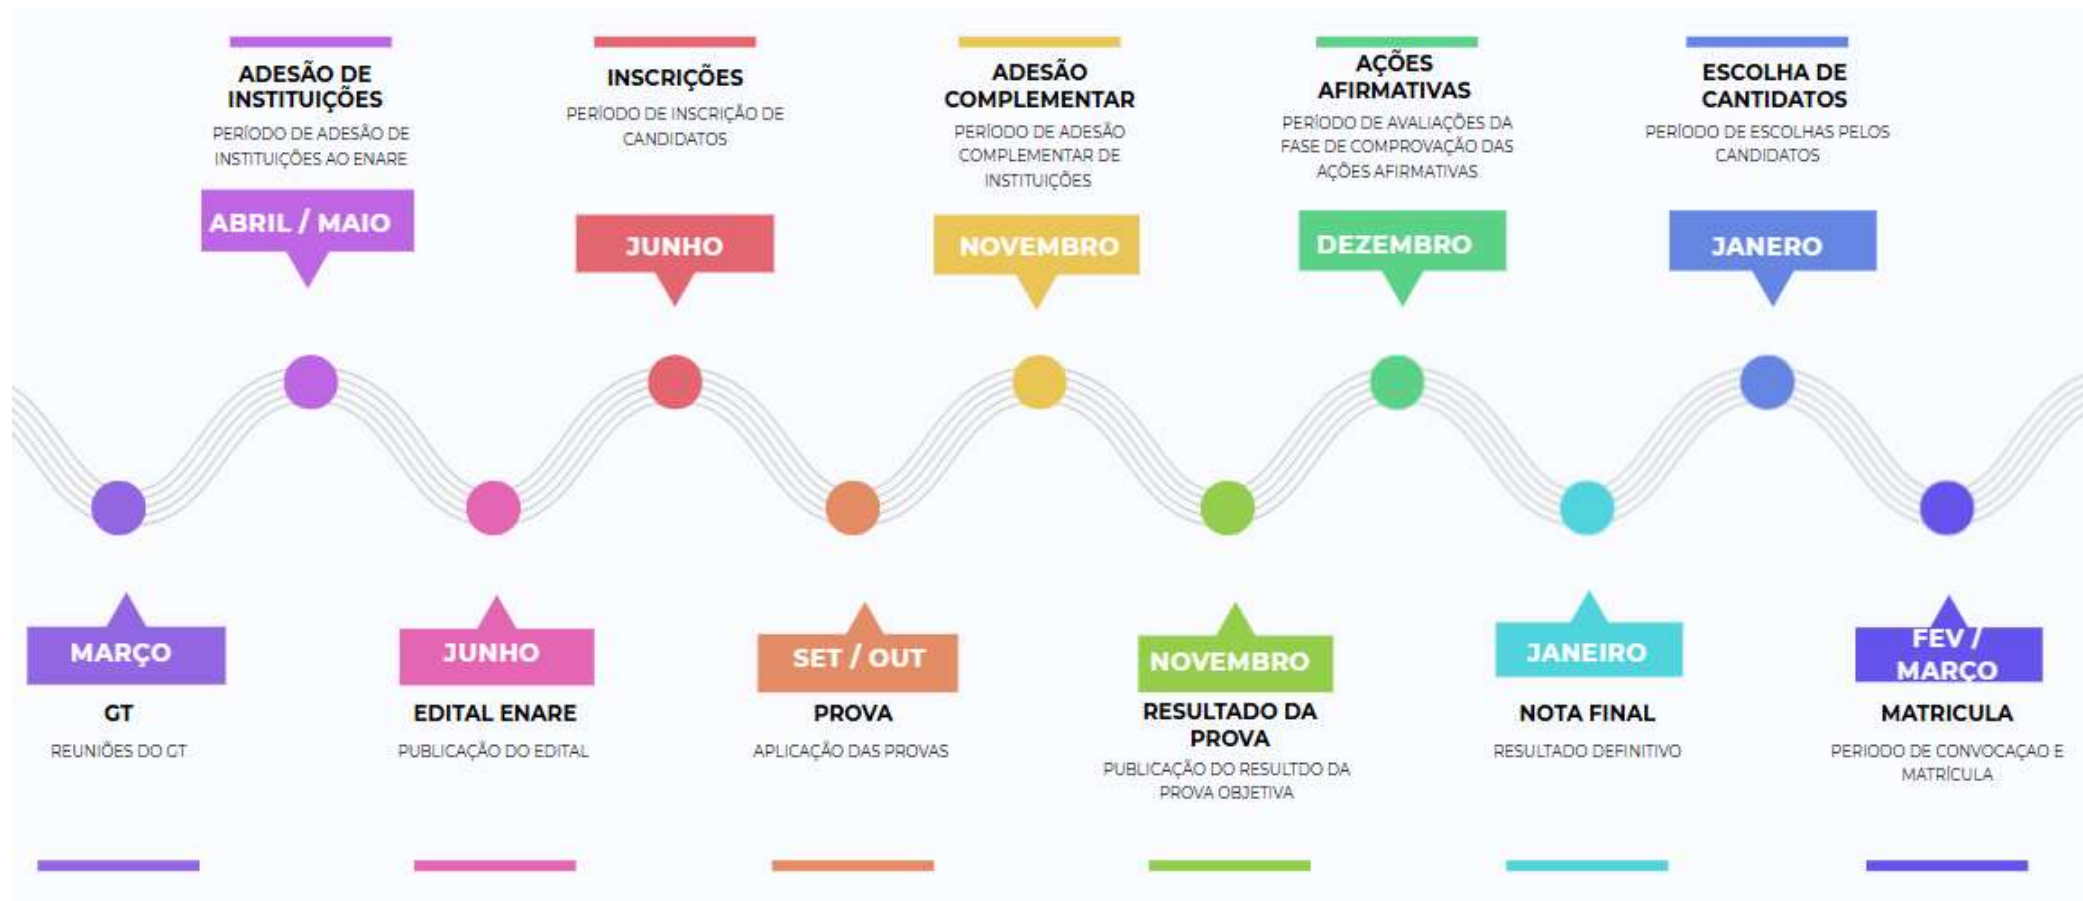 ADESÃO DE
INSTITUIÇÕES
PERÍODO DE ADESÃO DE
INSTITUIÇÕES AO ENARE
ABRIL / MAIO
INSCRIÇÕES
PERÍODO DE INSCRIÇÃO DE
CANDIDATOS
JUNHO
ADESÃO
COMPLEMENTAR
PERÍODO DE ADESÃO
COMPLEMENTAR DE
INSTITUIÇÕES
NOVEMBRO
AÇÕES
AFIRMATIVAS
PERÍODO DE AVALIAÇÕES DA
FASE DE COMPROVAÇÃO DAS
AÇÕES AFIRMATIVAS
DEZEMBRO
ESCOLHA DE
CANTIDATOS
PERÍODO DE ESCOLHAS PELOS
CANDIDATOS
JANERO
MARÇO
GT
REUNIÕES DO GT
JUNHO
EDITAL ENARE
PUBLICAÇÃO DO EDITAL
SET / OUT
PROVA
APLICAÇÃO DAS PROVAS
NOVEMBRO
RESULTADO DA
PROVA
PUBLICAÇÃO DO RESULTDO DA
PROVA OBJETIVA
JANEIRO
NOTA FINAL
RESULTADO DEFINITIVO
FEV /
MARÇO
MATRICULA
PERIODO DE CONVOCAÇAO E
MATRÍCULA